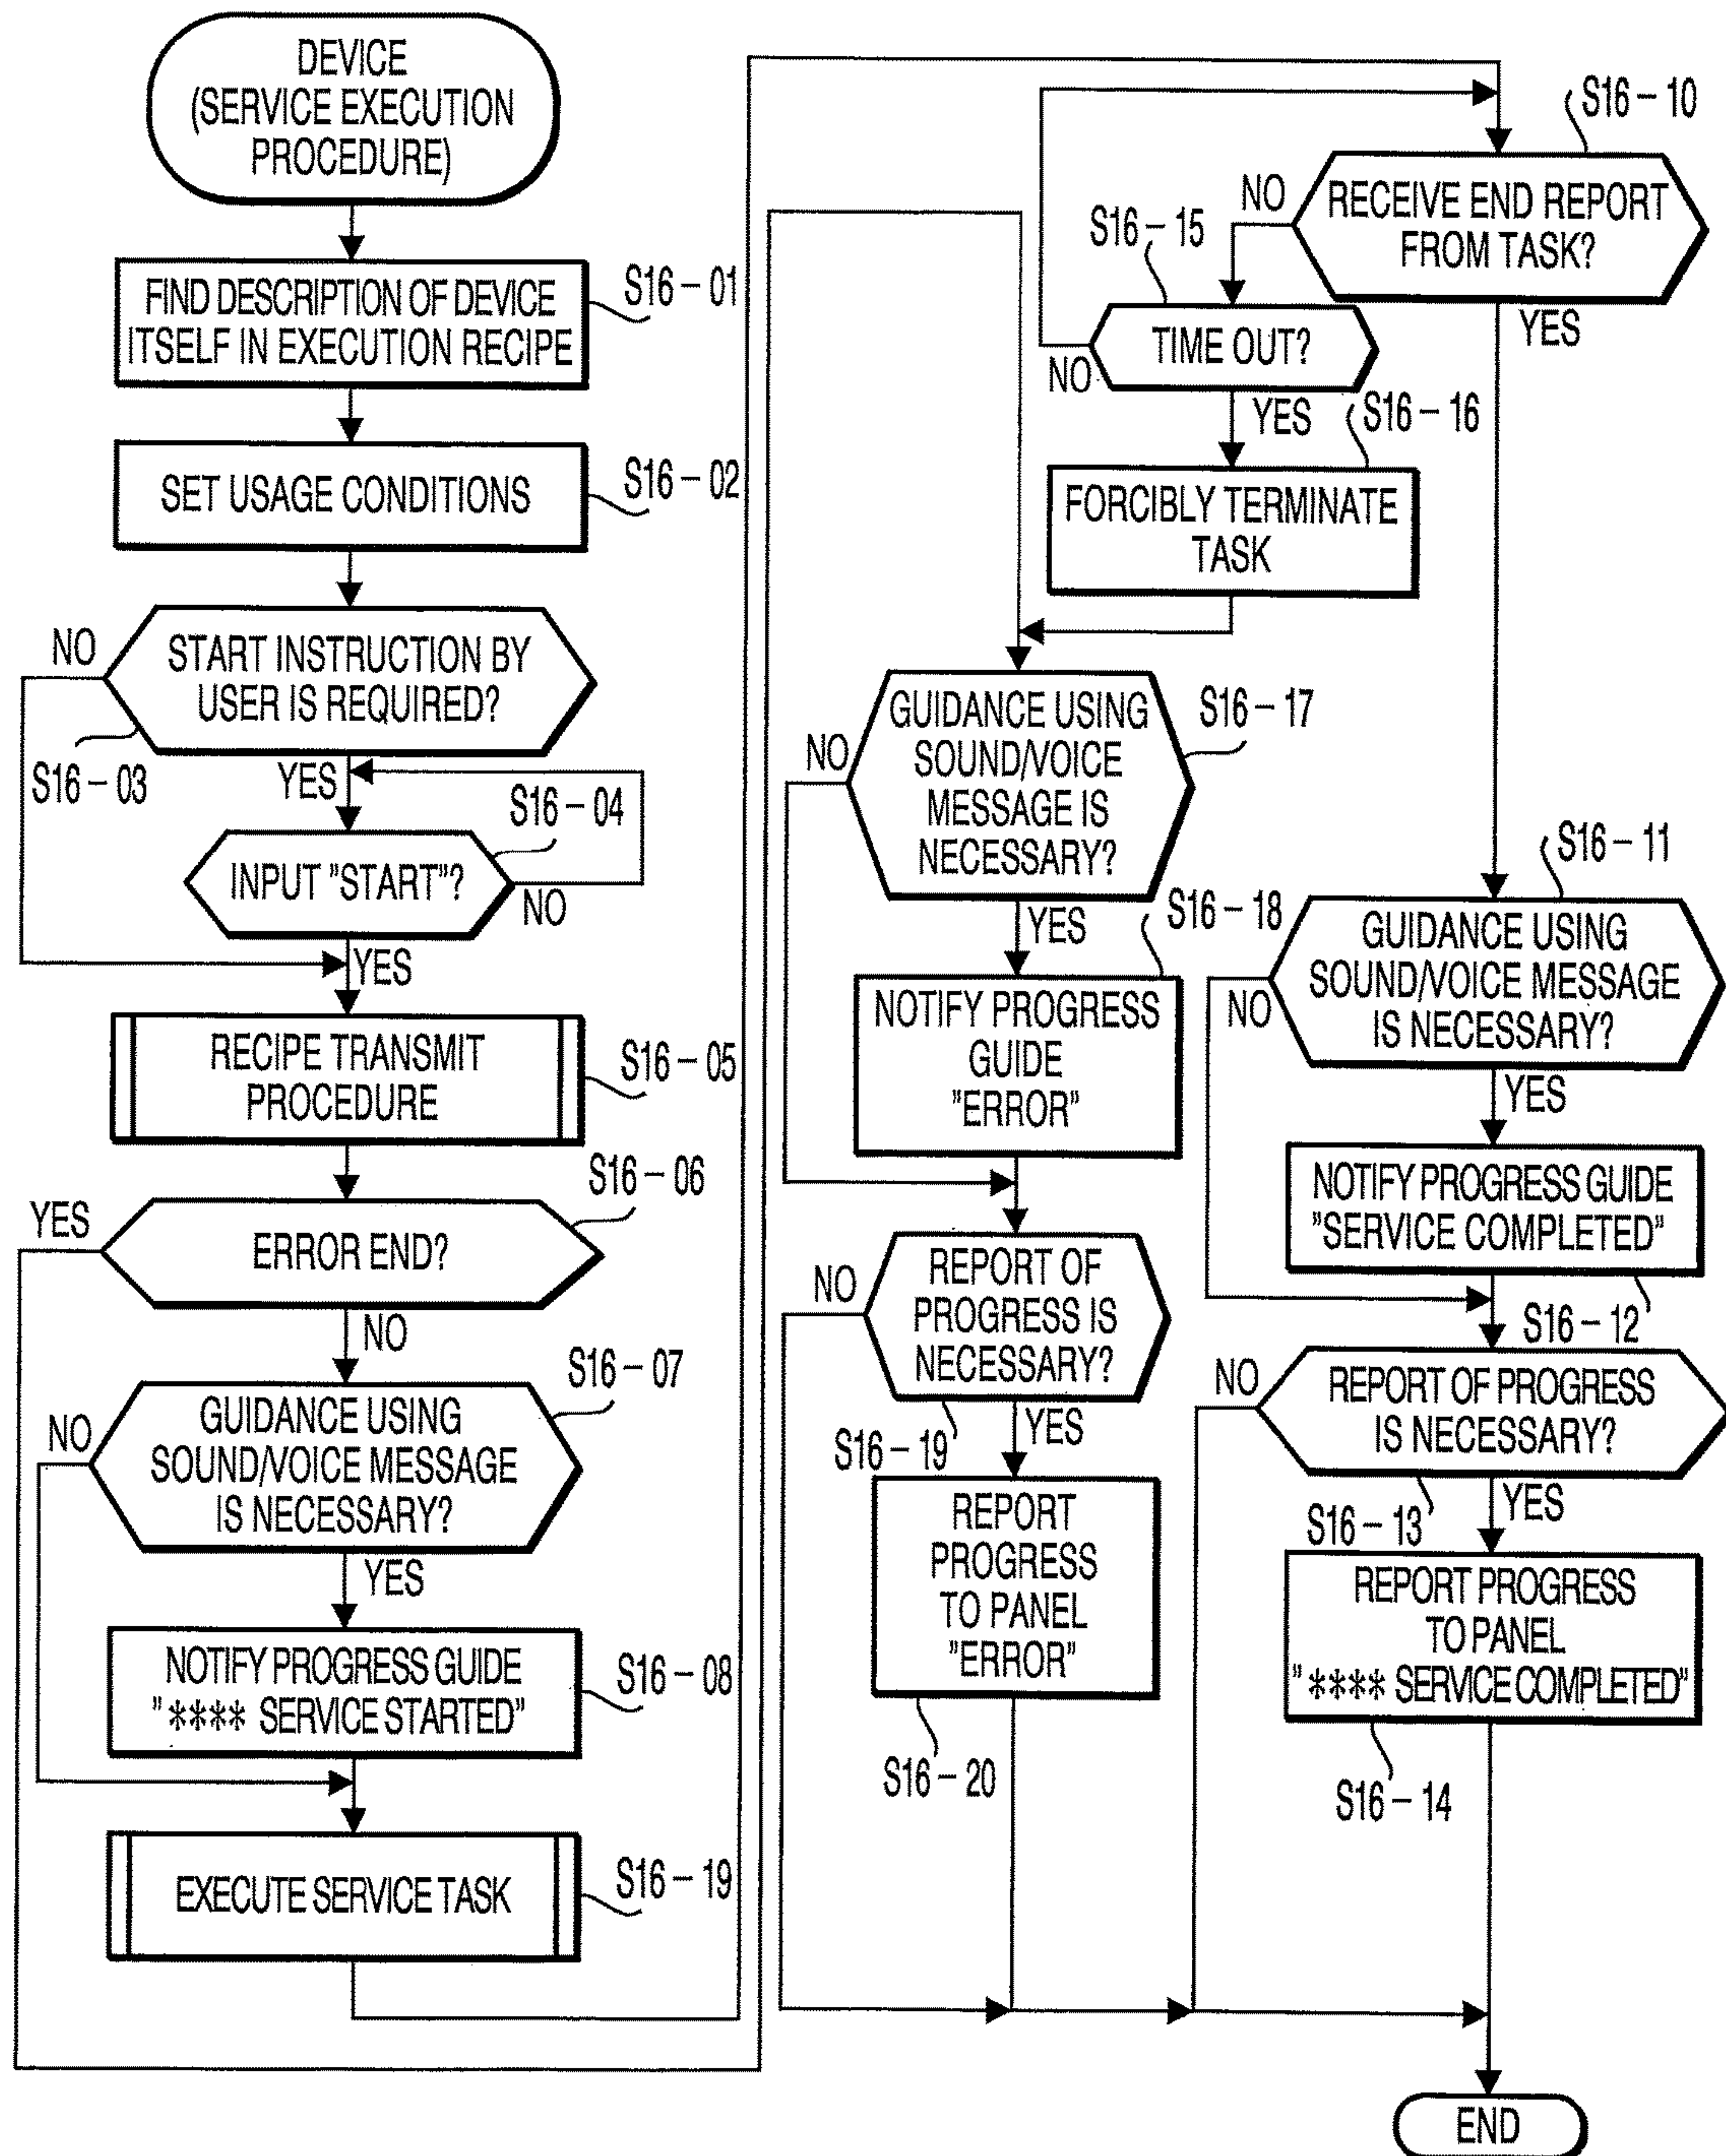 DEVICE
(SERVICE EXECUTION
PROCEDURE)
FIND DESCRIPTION OF DEVICE
ITSELF IN EXECUTION RECIPE
S16-01
SET USAGE CONDITIONS
S16-02
START INSTRUCTION BY
USER IS REQUIRED?
NO
S16-03
YES
S16-04
INPUT "START"?
NO
YES
RECIPE TRANSMIT
PROCEDURE
S16-05
S16-06
YES
ERROR END?
NO
S16-07
NO
GUIDANCE USING
SOUND/VOICE MESSAGE
IS NECESSARY?
YES
NOTIFY PROGRESS GUIDE
"**** SERVICE STARTED"
S16-08
EXECUTE SERVICE TASK
S16-19
S16-10
RECEIVE END REPORT
FROM TASK?
NO
YES
S16-15
TIME OUT?
NO
YES
S16-16
FORCIBLY TERMINATE
TASK
GUIDANCE USING
SOUND/VOICE
MESSAGE IS
NECESSARY?
S16-17
NO
YES
S16-18
NOTIFY PROGRESS
GUIDE
"ERROR"
REPORT OF
PROGRESS IS
NECESSARY?
NO
YES
S16-19
REPORT
PROGRESS
TO PANEL
"ERROR"
S16-20
S16-11
GUIDANCE USING
SOUND/VOICE MESSAGE
IS NECESSARY?
NO
YES
NOTIFY PROGRESS GUIDE
"SERVICE COMPLETED"
S16-12
REPORT OF PROGRESS
IS NECESSARY?
NO
YES
S16-13
REPORT PROGRESS
TO PANEL
"**** SERVICE COMPLETED"
S16-14
END